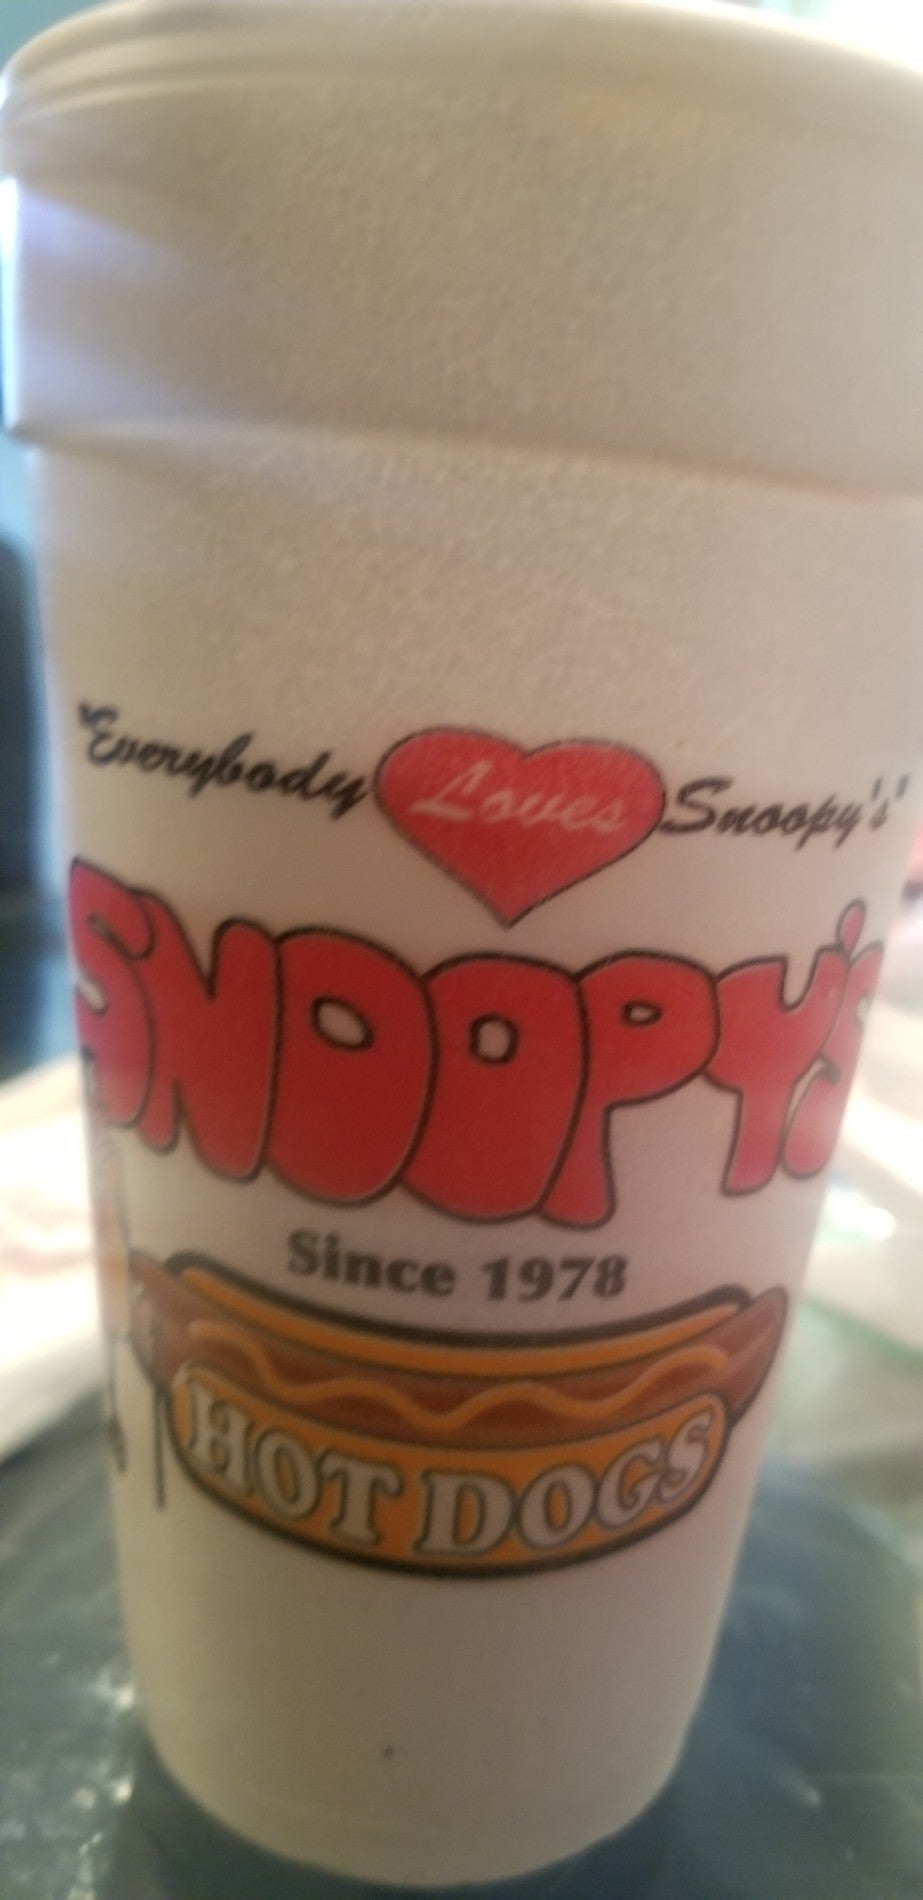 "Everybody Loves Snoopy's"
SNOOPY'S
Since 1978
HOT DOGS